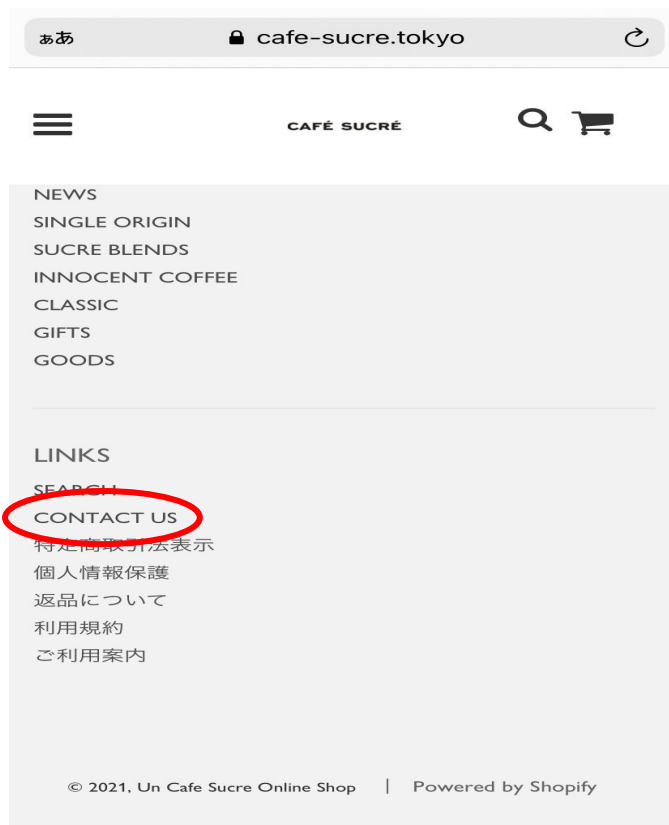 ぁあ cafe-sucre.tokyo
CAFÉ SUCRÉ
NEWS
SINGLE ORIGIN
SUCRE BLENDS
INNOCENT COFFEE
CLASSIC
GIFTS
GOODS
LINKS
SEARCH
CONTACT US
特定商取引法表示
個人情報保護
返品について
利用規約
ご利用案内
© 2021, Un Cafe Sucre Online Shop | Powered by Shopify